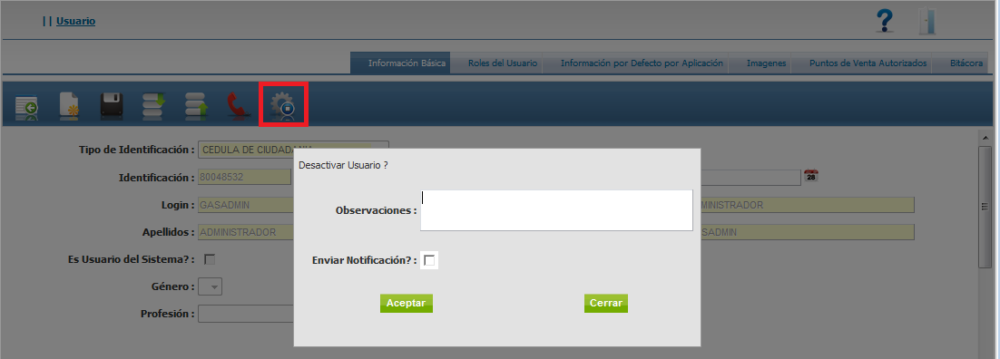 || Usuario
Información Básica Roles del Usuario Información por Defecto por Aplicación Imagenes Puntos de Venta Autorizados Bitácora
Tipo de Identificación : CEDULA DE CIUDADANIA
Desactivar Usuario ?
Identificación : 80048532
28
Observaciones :
Login : GASADMIN
MINISTRADOR
Apellidos : ADMINISTRADOR
SADMIN
Es Usuario del Sistema? :
Enviar Notificación? :
Género :
Aceptar Cerrar
Profesión :